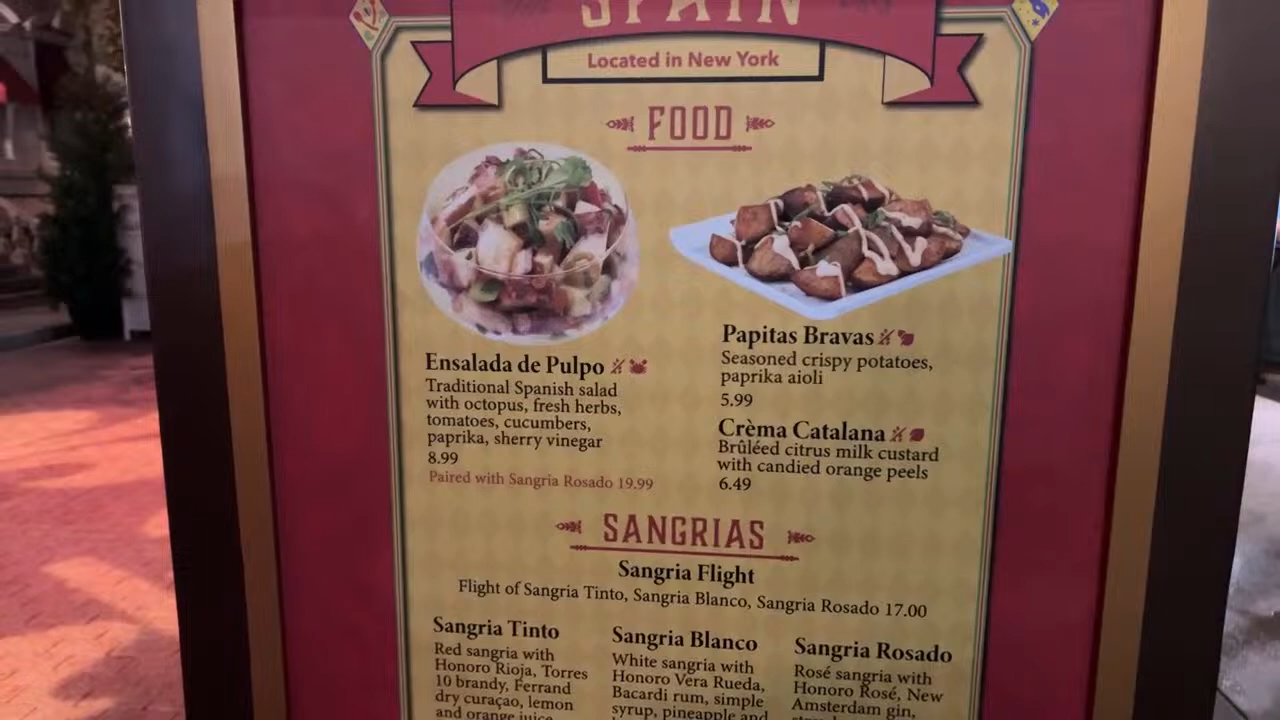 SPAIN
Located in New York
FOOD
Ensalada de Pulpo
Traditional Spanish salad
with octopus, fresh herbs,
tomatoes, cucumbers,
paprika, sherry vinegar
8.99
Paired with Sangria Rosado 19.99
Papitas Bravas
Seasoned crispy potatoes,
paprika aioli
5.99
Crèma Catalana
Brûléed citrus milk custard
with candied orange peels
6.49
SANGRIAS
Sangria Flight
Flight of Sangria Tinto, Sangria Blanco, Sangria Rosado 17.00
Sangria Tinto
Red sangria with
Honoro Rioja, Torres
10 brandy, Ferrand
dry curaçao, lemon
and orange juice
Sangria Blanco
White sangria with
Honoro Vera Rueda,
Bacardi rum, simple
syrup, pineapple and
Sangria Rosado
Rosé sangria with
Honoro Rosé, New
Amsterdam gin,